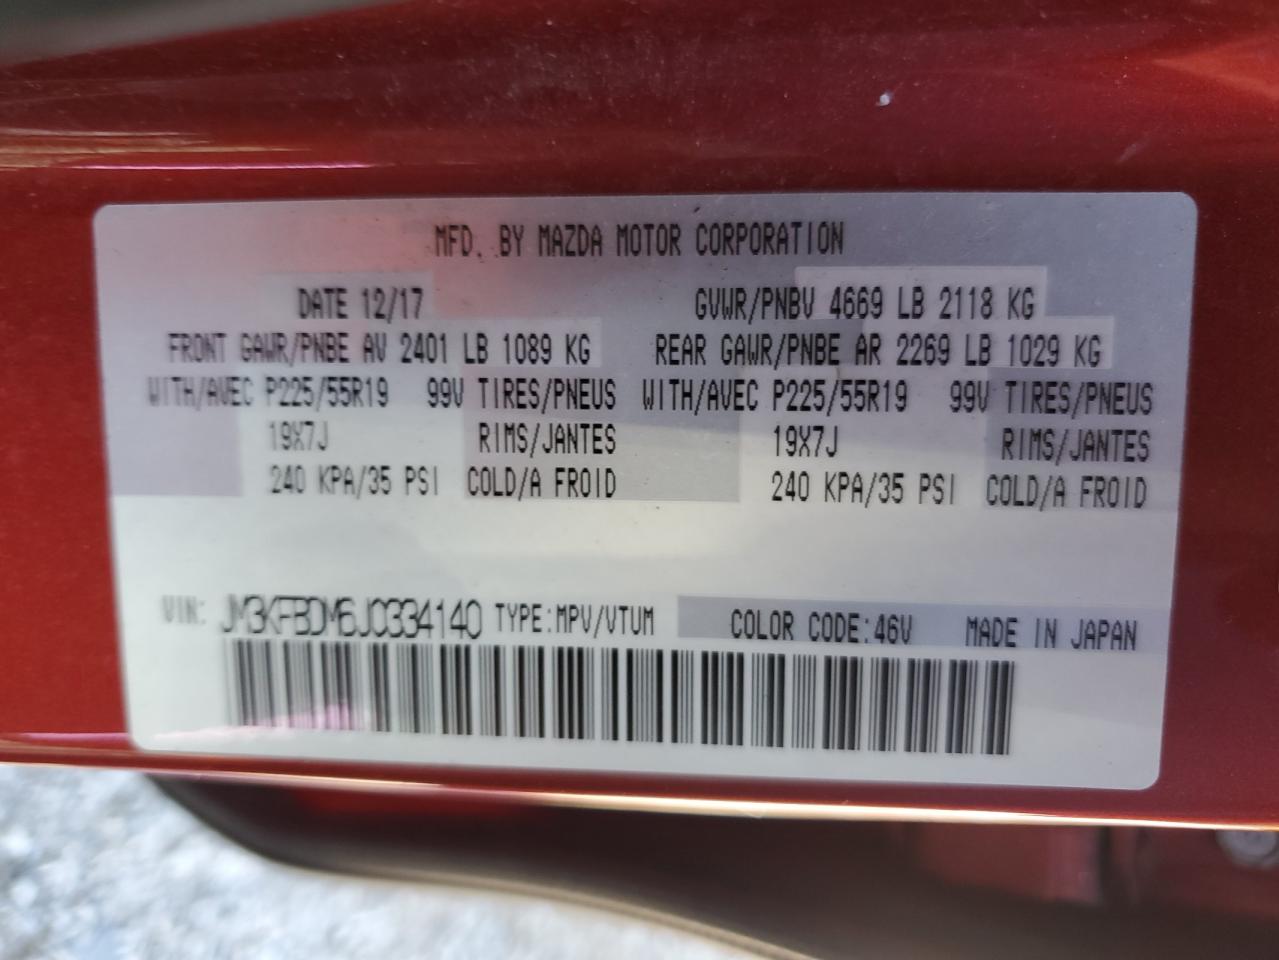 MFD. BY MAZDA MOTOR CORPORATION
DATE 12/17 GVWR/PNBV 4669 LB 2118 KG
FRONT GAWR/PNBE AV 2401 LB 1089 KG REAR GAWR/PNBE AR 2269 LB 1029 KG
WITH/AVEC P225/55R19 99V TIRES/PNEUS WITH/AVEC P225/55R19 99V TIRES/PNEUS
19X7J RIMS/JANTES 19X7J RIMS/JANTES
240 KPA/35 PSI COLD/A FROID 240 KPA/35 PSI COLD/A FROID
VIN: JM3KFBDM6J0334140 TYPE:MPV/VTUM COLOR CODE:46V MADE IN JAPAN